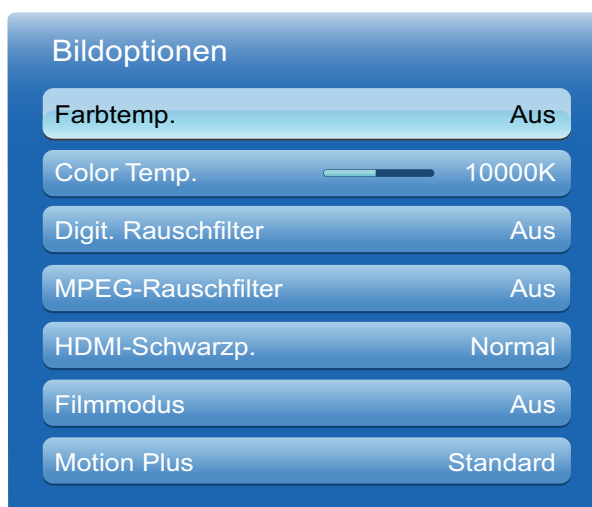 Bildoptionen
Farbtemp. Aus
Color Temp. 10000K
Digit. Rauschfilter Aus
MPEG-Rauschfilter Aus
HDMI-Schwarzp. Normal
Filmmodus Aus
Motion Plus Standard